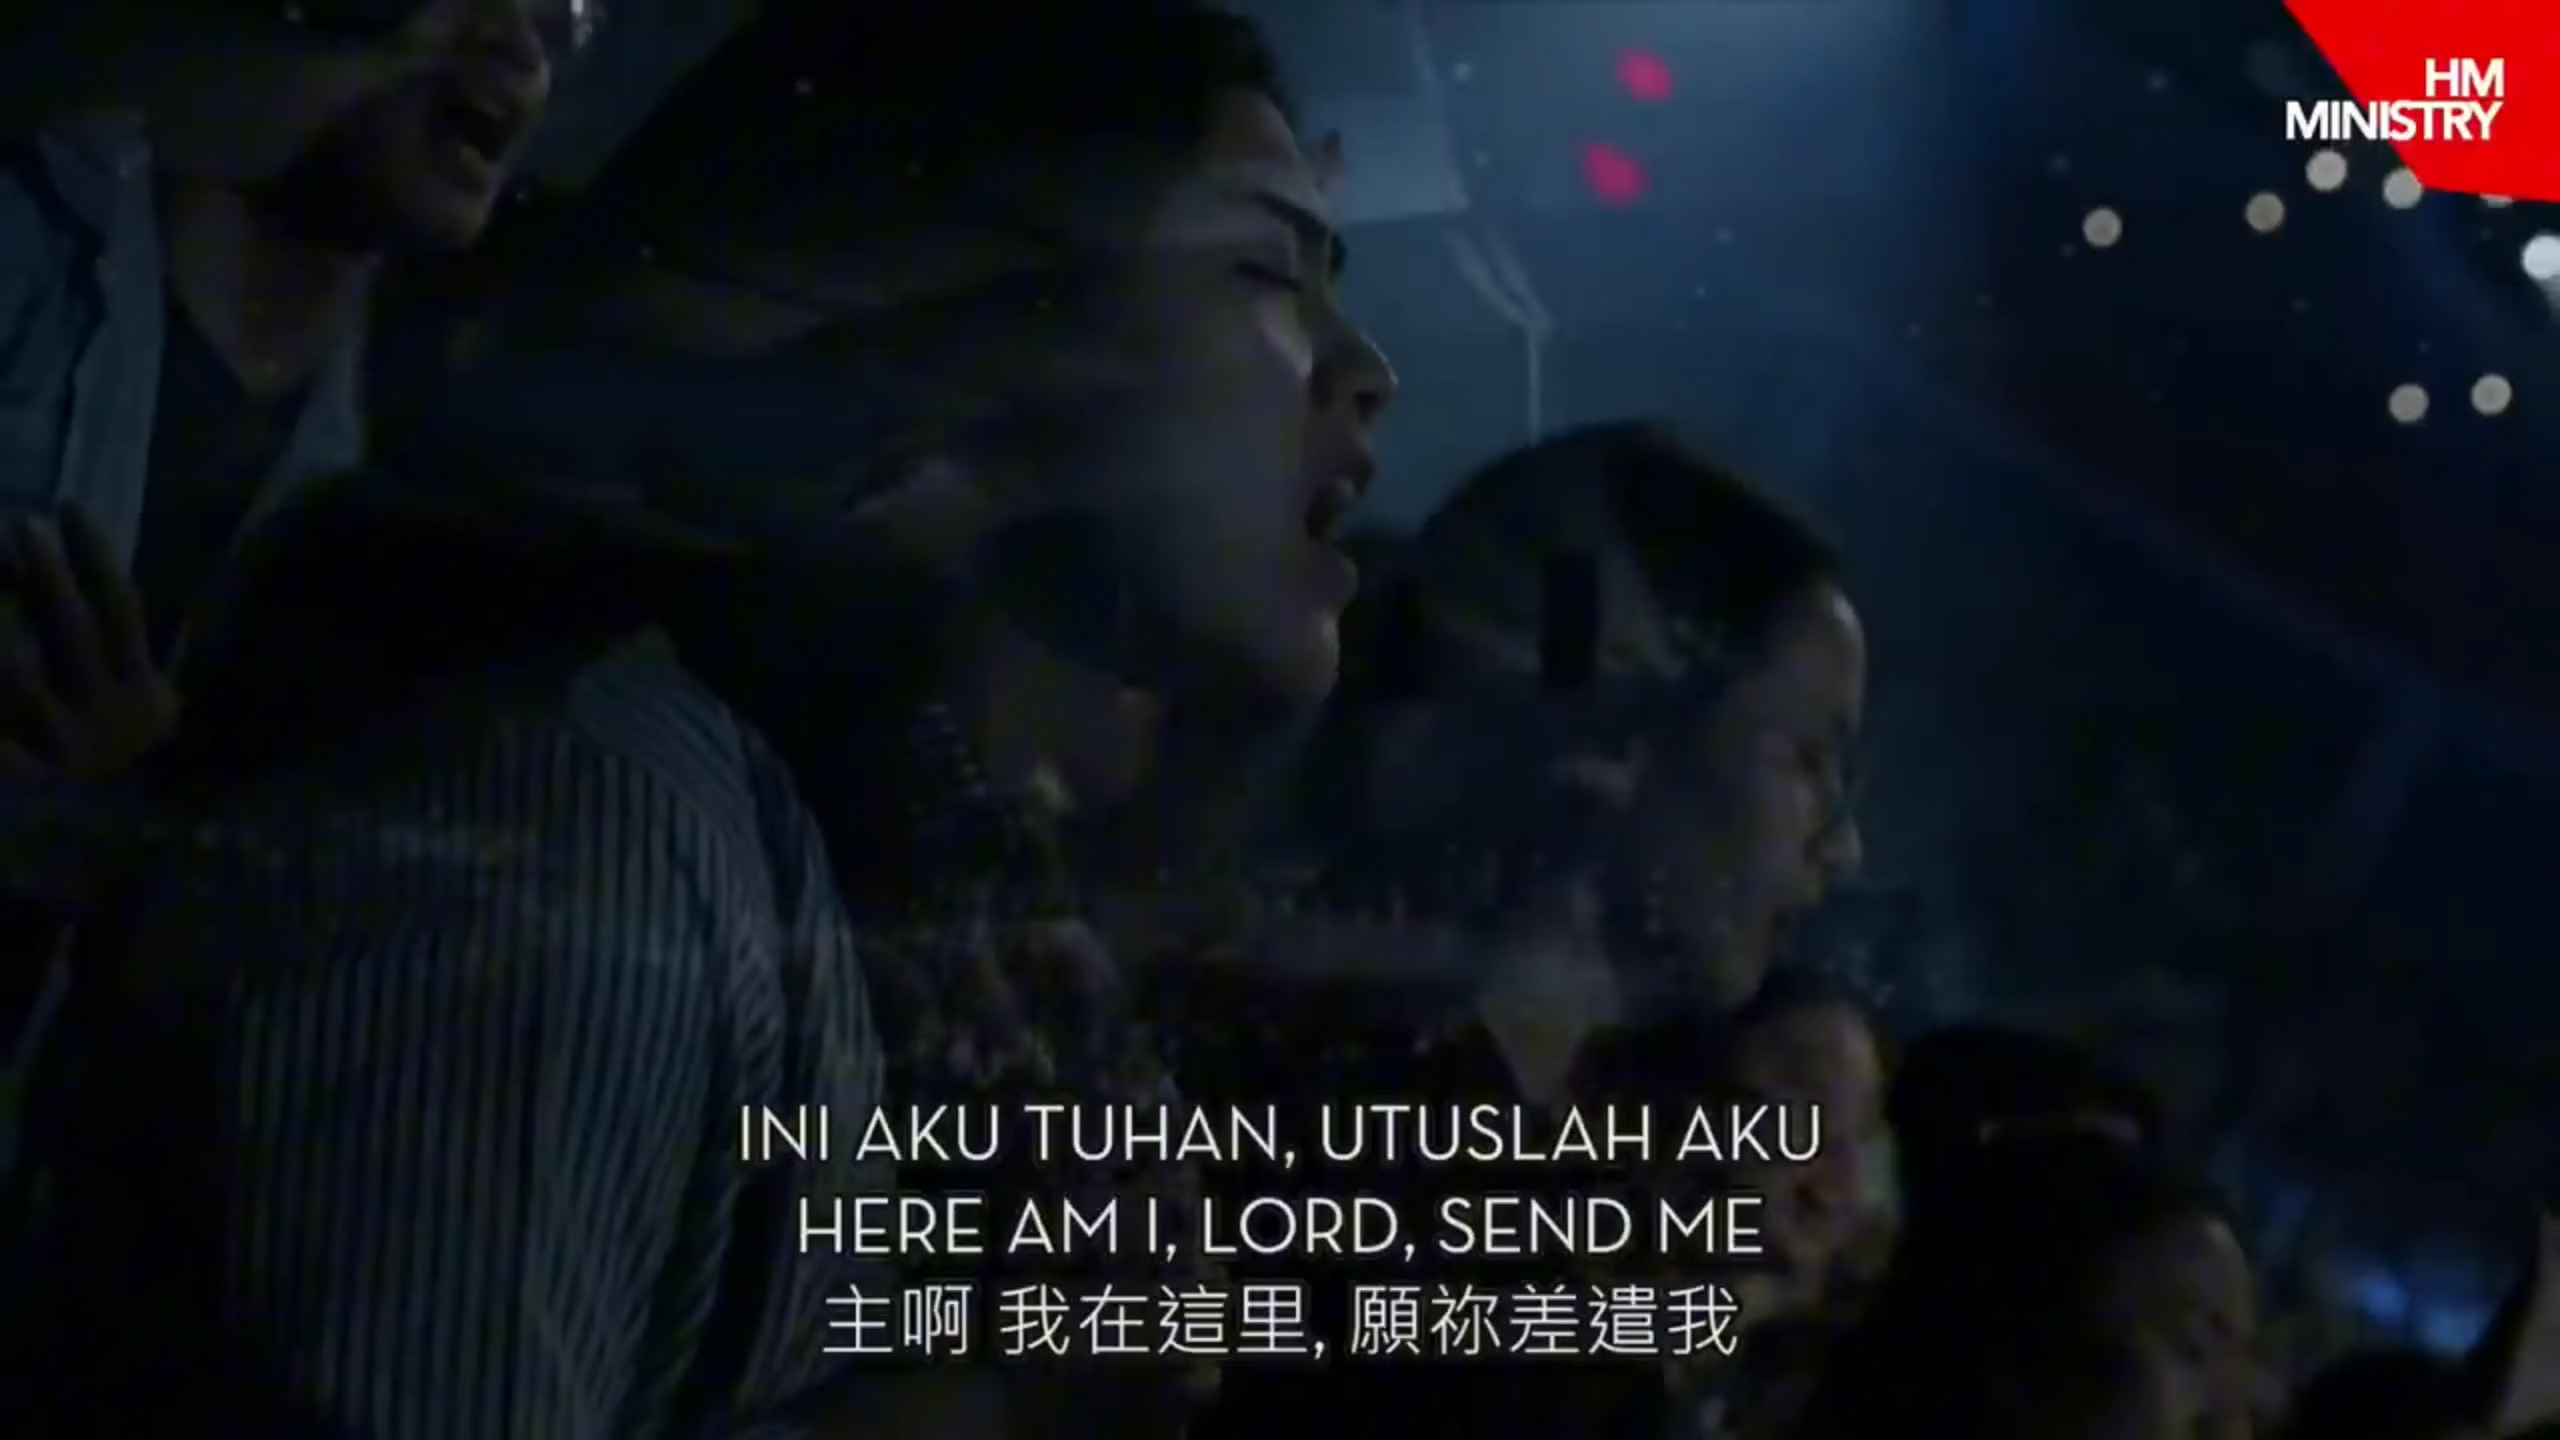 HM
MINISTRY
INI AKU TUHAN, UTUSLAH AKU
HERE AM I, LORD, SEND ME
主啊 我在這里, 願祢差遣我